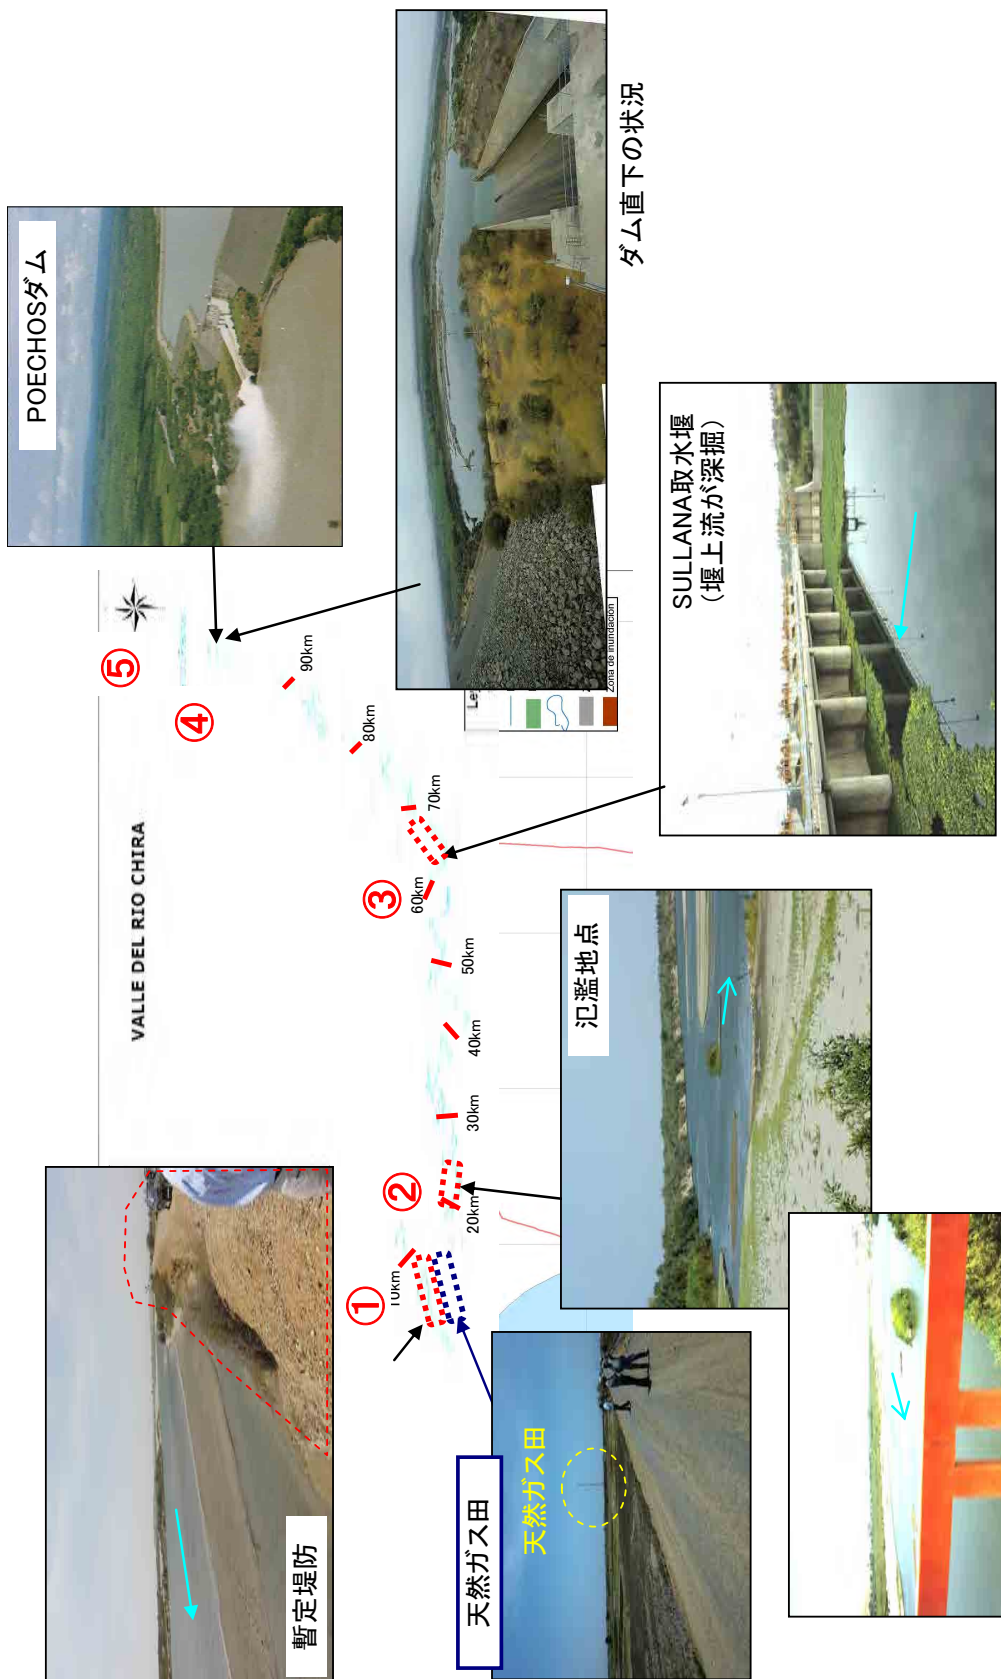 POECHOSダム
ダム直下の状況
SULLANA取水堰
（堰上流が深掘）
氾濫地点
天然ガス田
天然ガス田
暫定堤防
VALLE DEL RIO CHIRA
⑤
④
③
②
①
90km
80km
70km
60km
50km
40km
30km
20km
10km
Ley
Zona de inundación